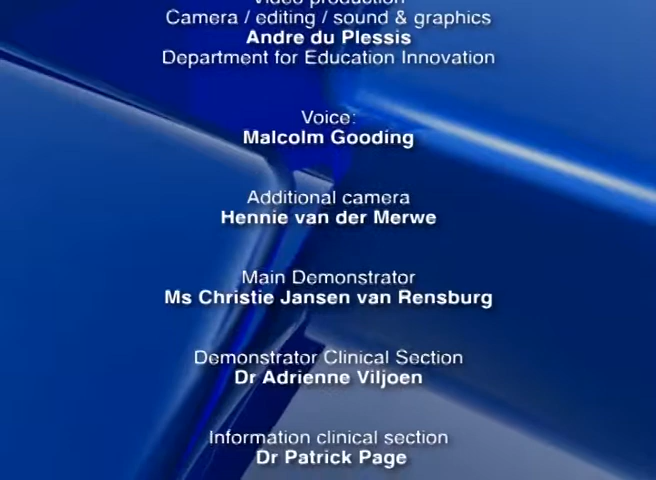 Video production
Camera / editing / sound & graphics
Andre du Plessis
Department for Education Innovation
Voice:
Malcolm Gooding
Additional camera
Hennie van der Merwe
Main Demonstrator
Ms Christie Jansen van Rensburg
Demonstrator Clinical Section
Dr Adrienne Viljoen
Information clinical section
Dr Patrick Page